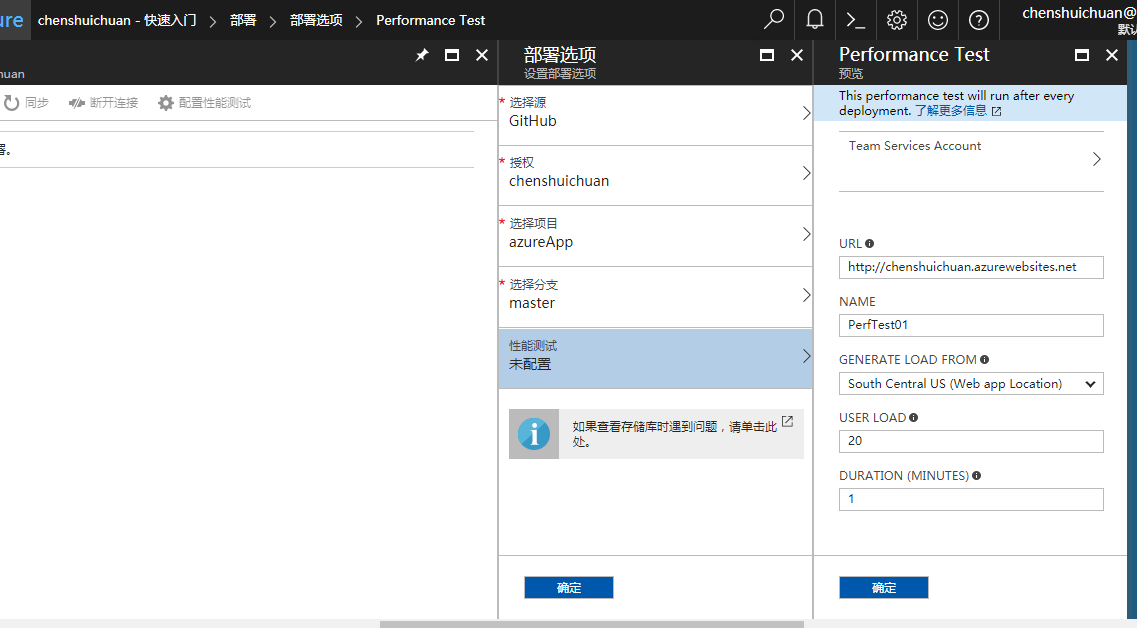 ure chenshuichuan - 快速入门 部署 部署选项 Performance Test
chenshuichuan@
默认
huan
同步 断开连接 配置性能测试
署。
部署选项
设置部署选项
* 选择源
GitHub
* 授权
chenshuichuan
* 选择项目
azureApp
* 选择分支
master
性能测试
未配置
如果查看存储库时遇到问题，请单击此
处。
确定
Performance Test
预览
This performance test will run after every
deployment. 了解更多信息
Team Services Account
URL
http://chenshuichuan.azurewebsites.net
NAME
PerfTest01
GENERATE LOAD FROM
South Central US (Web app Location)
USER LOAD
20
DURATION (MINUTES)
1
确定